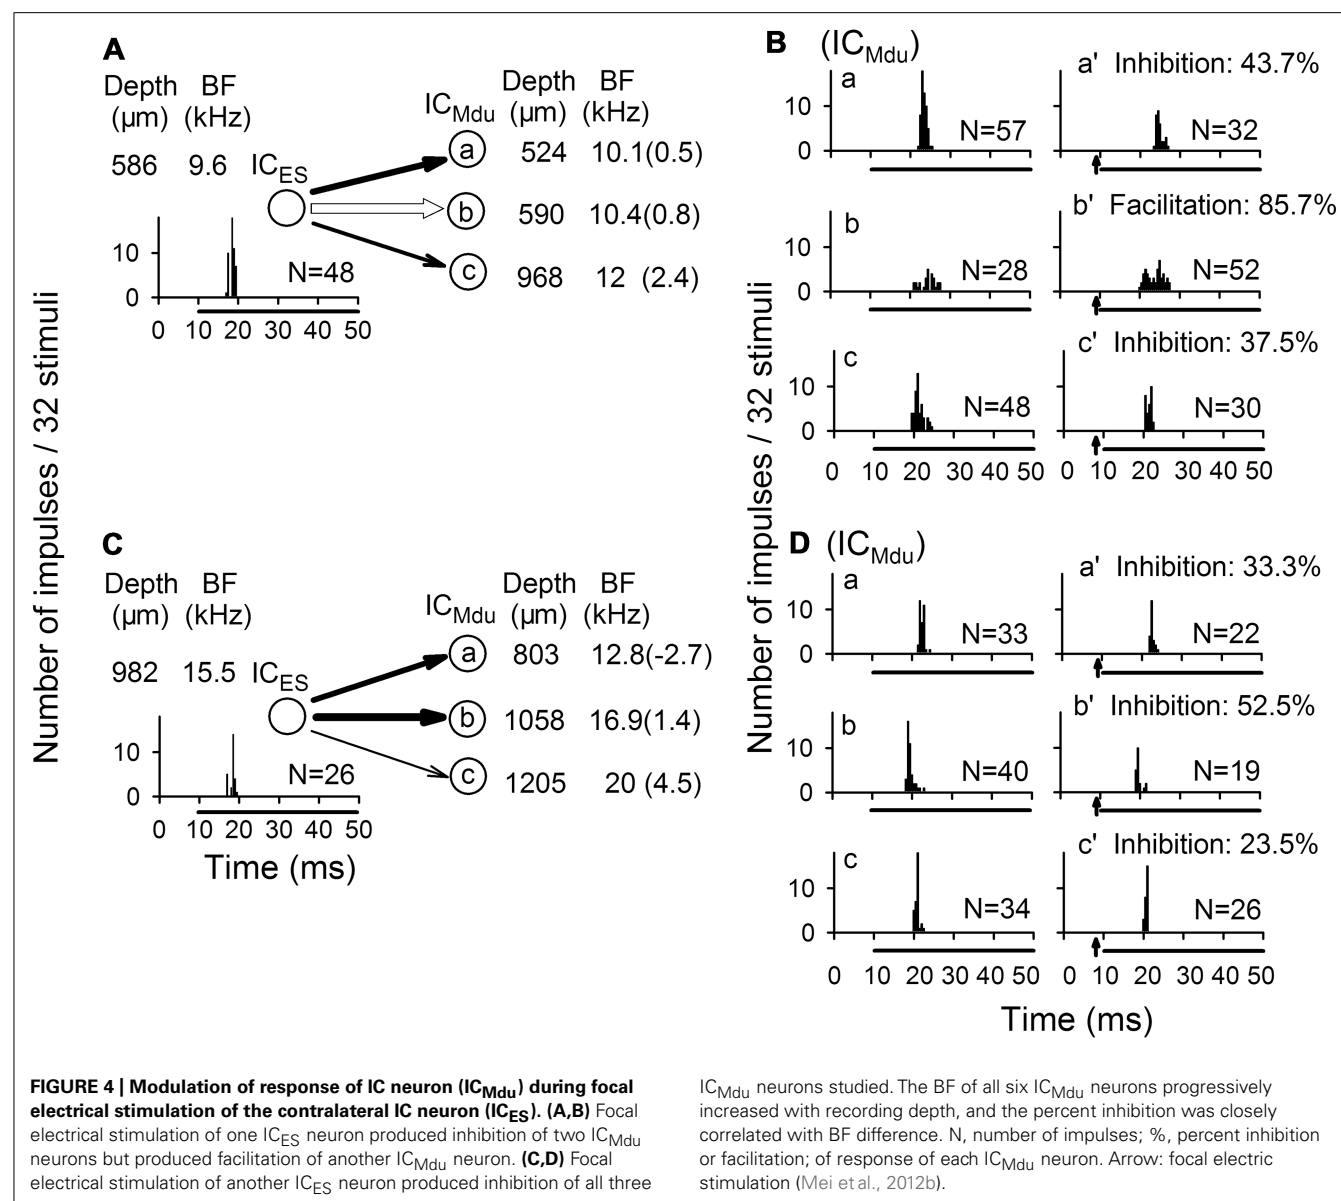 A
Depth BF
(µm) (kHz)
586 9.6
IC_ES
IC_Mdu
Depth BF
(µm) (kHz)
a 524 10.1(0.5)
b 590 10.4(0.8)
c 968 12 (2.4)
10
0
N=48
0 10 20 30 40 50
B (IC_Mdu)
a
10
0
N=57
a' Inhibition: 43.7%
N=32
b
10
0
N=28
b' Facilitation: 85.7%
N=52
c
10
0
N=48
c' Inhibition: 37.5%
N=30
0 10 20 30 40 50
0 10 20 30 40 50
Number of impulses / 32 stimuli
Number of impulses / 32 stimuli
C
Depth BF
(µm) (kHz)
982 15.5
IC_ES
IC_Mdu
Depth BF
(µm) (kHz)
a 803 12.8(-2.7)
b 1058 16.9(1.4)
c 1205 20 (4.5)
10
0
N=26
0 10 20 30 40 50
Time (ms)
D (IC_Mdu)
a
10
0
N=33
a' Inhibition: 33.3%
N=22
b
10
0
N=40
b' Inhibition: 52.5%
N=19
c
10
0
N=34
c' Inhibition: 23.5%
N=26
0 10 20 30 40 50
0 10 20 30 40 50
Time (ms)
FIGURE 4 | Modulation of response of IC neuron (IC_Mdu) during focal
electrical stimulation of the contralateral IC neuron (IC_ES). (A,B) Focal
electrical stimulation of one IC_ES neuron produced inhibition of two IC_Mdu
neurons but produced facilitation of another IC_Mdu neuron. (C,D) Focal
electrical stimulation of another IC_ES neuron produced inhibition of all three
IC_Mdu neurons studied. The BF of all six IC_Mdu neurons progressively
increased with recording depth, and the percent inhibition was closely
correlated with BF difference. N, number of impulses; %, percent inhibition
or facilitation; of response of each IC_Mdu neuron. Arrow: focal electric
stimulation (Mei et al., 2012b).